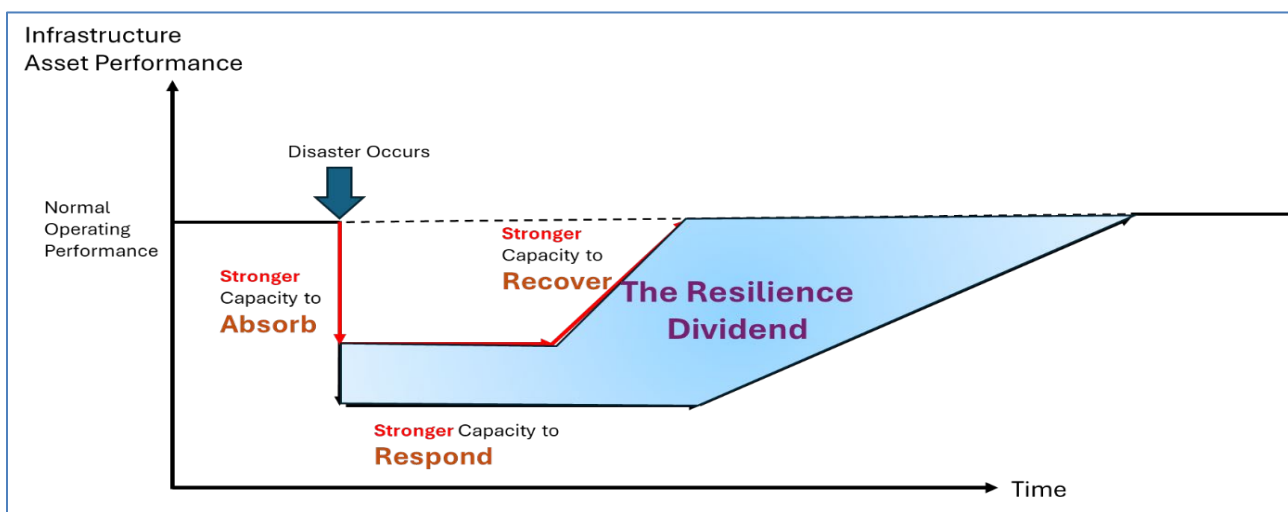 Infrastructure
Asset Performance
Disaster Occurs
Normal
Operating
Performance
Stronger
Capacity to
Absorb
Stronger
Capacity to
Recover
The Resilience
Dividend
Stronger Capacity to
Respond
Time